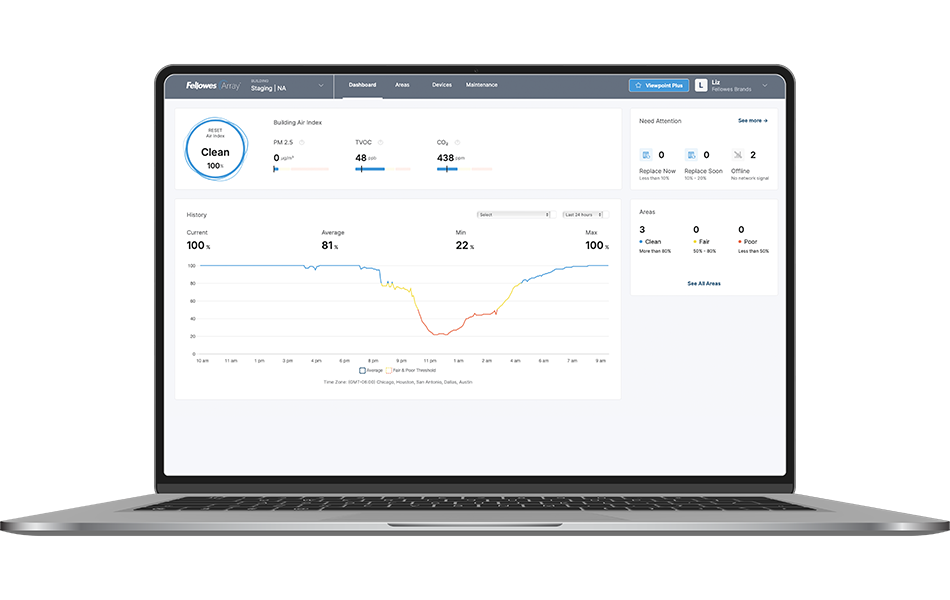 Fellowes Array
BUILDING
Staging | NA
Dashboard
Areas
Devices
Maintenance
Viewpoint Plus
L
Liz
Fellowes Brands
RESET
Air Index
Clean
100%
Building Air Index
PM 2.5
0 µg/m³
TVOC
48 ppb
CO₂
438 ppm
Need Attention
See more →
0
Replace Now
Less than 10%
0
Replace Soon
10% - 20%
2
Offline
No network signal
History
Select
Last 24 hours
Current
100 %
Average
81 %
Min
22 %
Max
100 %
100
80
60
40
20
0
10 am
11 am
1 pm
3 pm
4 pm
6 pm
8 pm
9 pm
11 pm
1 am
2 am
4 am
6 am
7 am
9 am
Average
Fair & Poor Threshold
Time Zone: (GMT-06:00) Chicago, Houston, San Antonio, Dallas, Austin
Areas
3
Clean
More than 80%
0
Fair
50% - 80%
0
Poor
Less than 50%
See All Areas